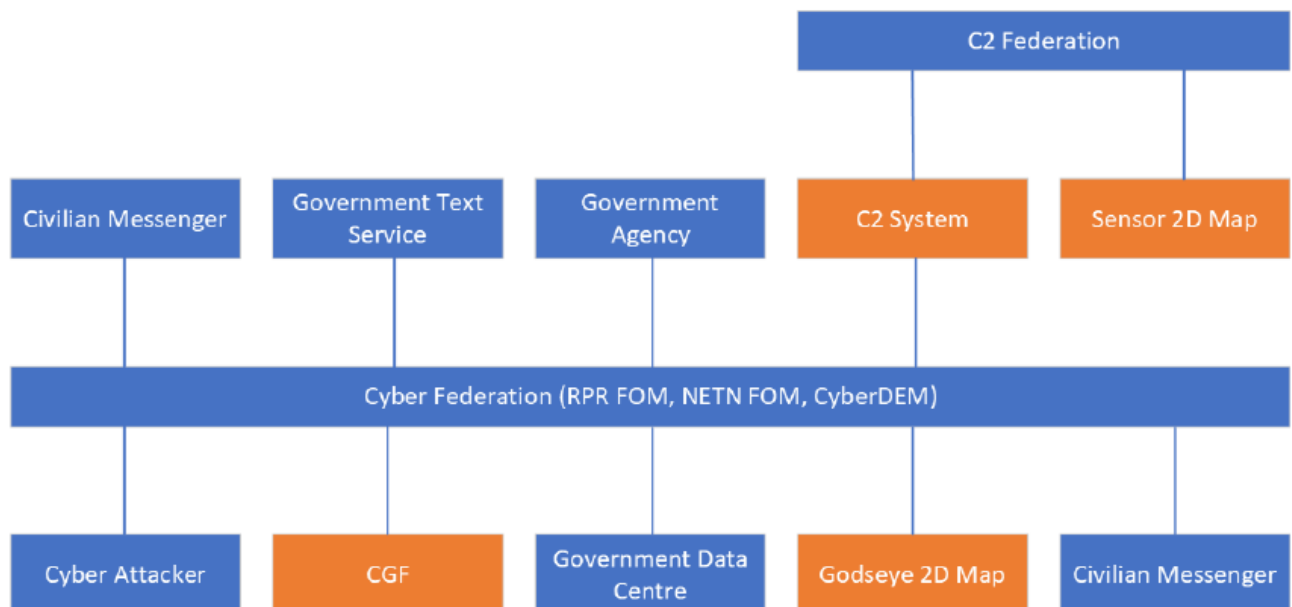 C2 Federation
Civilian Messenger
Government Text
Service
Government
Agency
C2 System
Sensor 2D Map
Cyber Federation (RPR FOM, NETN FOM, CyberDEM)
Cyber Attacker
CGF
Government Data
Centre
Godseye 2D Map
Civilian Messenger